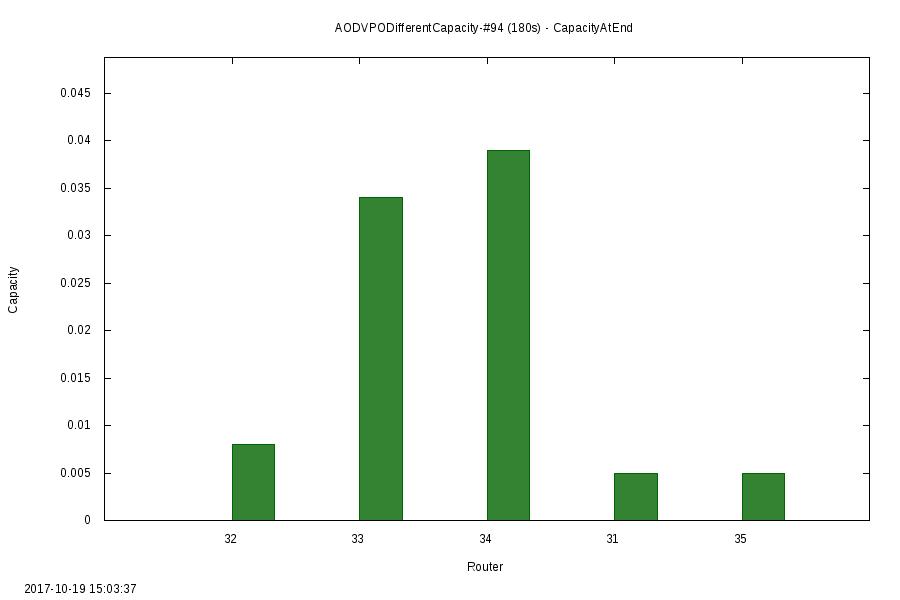 AODVPODifferentCapacity-#94 (180s) - CapacityAtEnd
0.045
0.04
0.035
0.03
0.025
0.02
0.015
0.01
0.005
0
Capacity
32 33 34 31 35
Router
2017-10-19 15:03:37